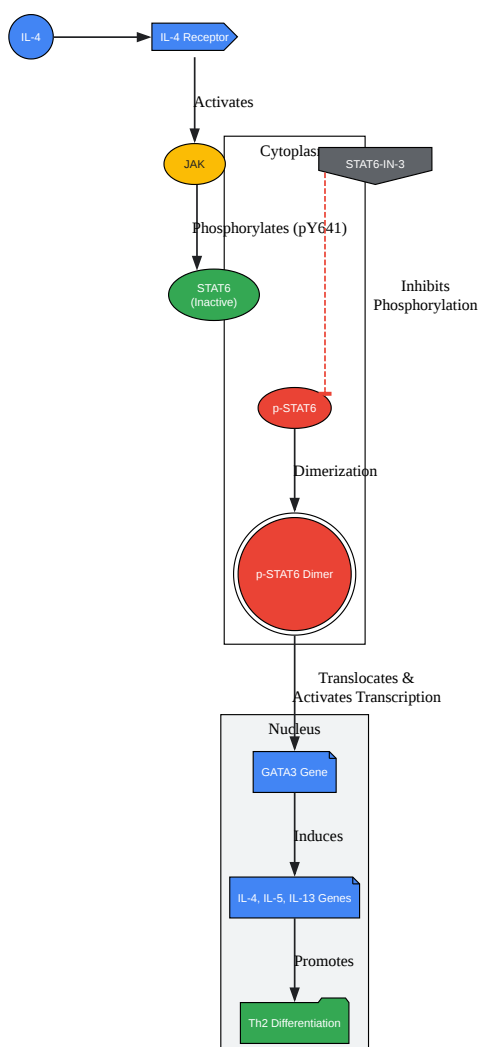 IL-4
IL-4 Receptor
Activates
Cytoplasm
STAT6-IN-3
JAK
Phosphorylates (pY641)
STAT6
(Inactive)
Inhibits
Phosphorylation
p-STAT6
Dimerization
p-STAT6 Dimer
Translocates &
Activates Transcription
Nucleus
GATA3 Gene
Induces
IL-4, IL-5, IL-13 Genes
Promotes
Th2 Differentiation